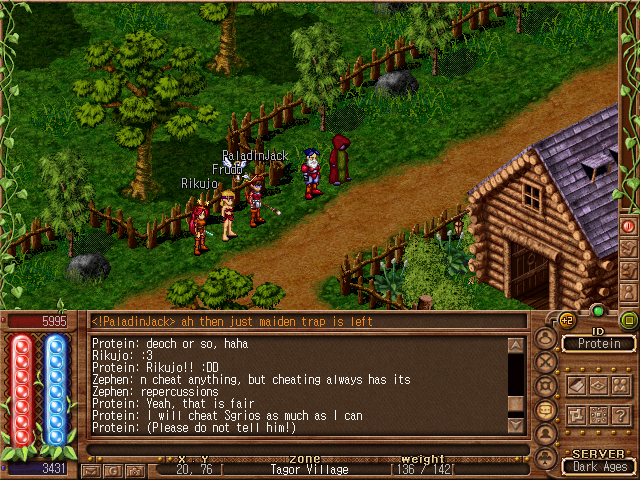 PaladinJack
Frudo
Rikujo
5995
<!PaladinJack> ah then just maiden trap is left
+2
ID
Protein
Protein: deoch or so, haha
Rikujo: :3
Protein: Rikujo!! :DD
Zephen: n cheat anything, but cheating always has its
Zephen: repercussions
Protein: Yeah, that is fair
Protein: I will cheat Sgrios as much as I can
Protein: (Please do not tell him!)
?
x y zone weight
SERVER
3431
G
20, 76 [ Tagor Village [136 / 142[
Dark Ages